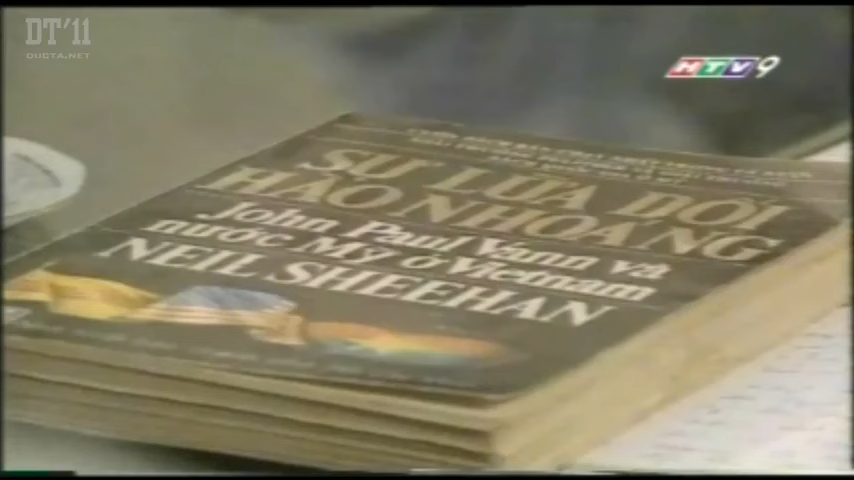 DT'11
DUCTA.NET
HTV9
SỰ LỪA DỐI
HÀO NHOÁNG
John Paul Vann và
nước Mỹ ở Vietnam
NEIL SHEEHAN